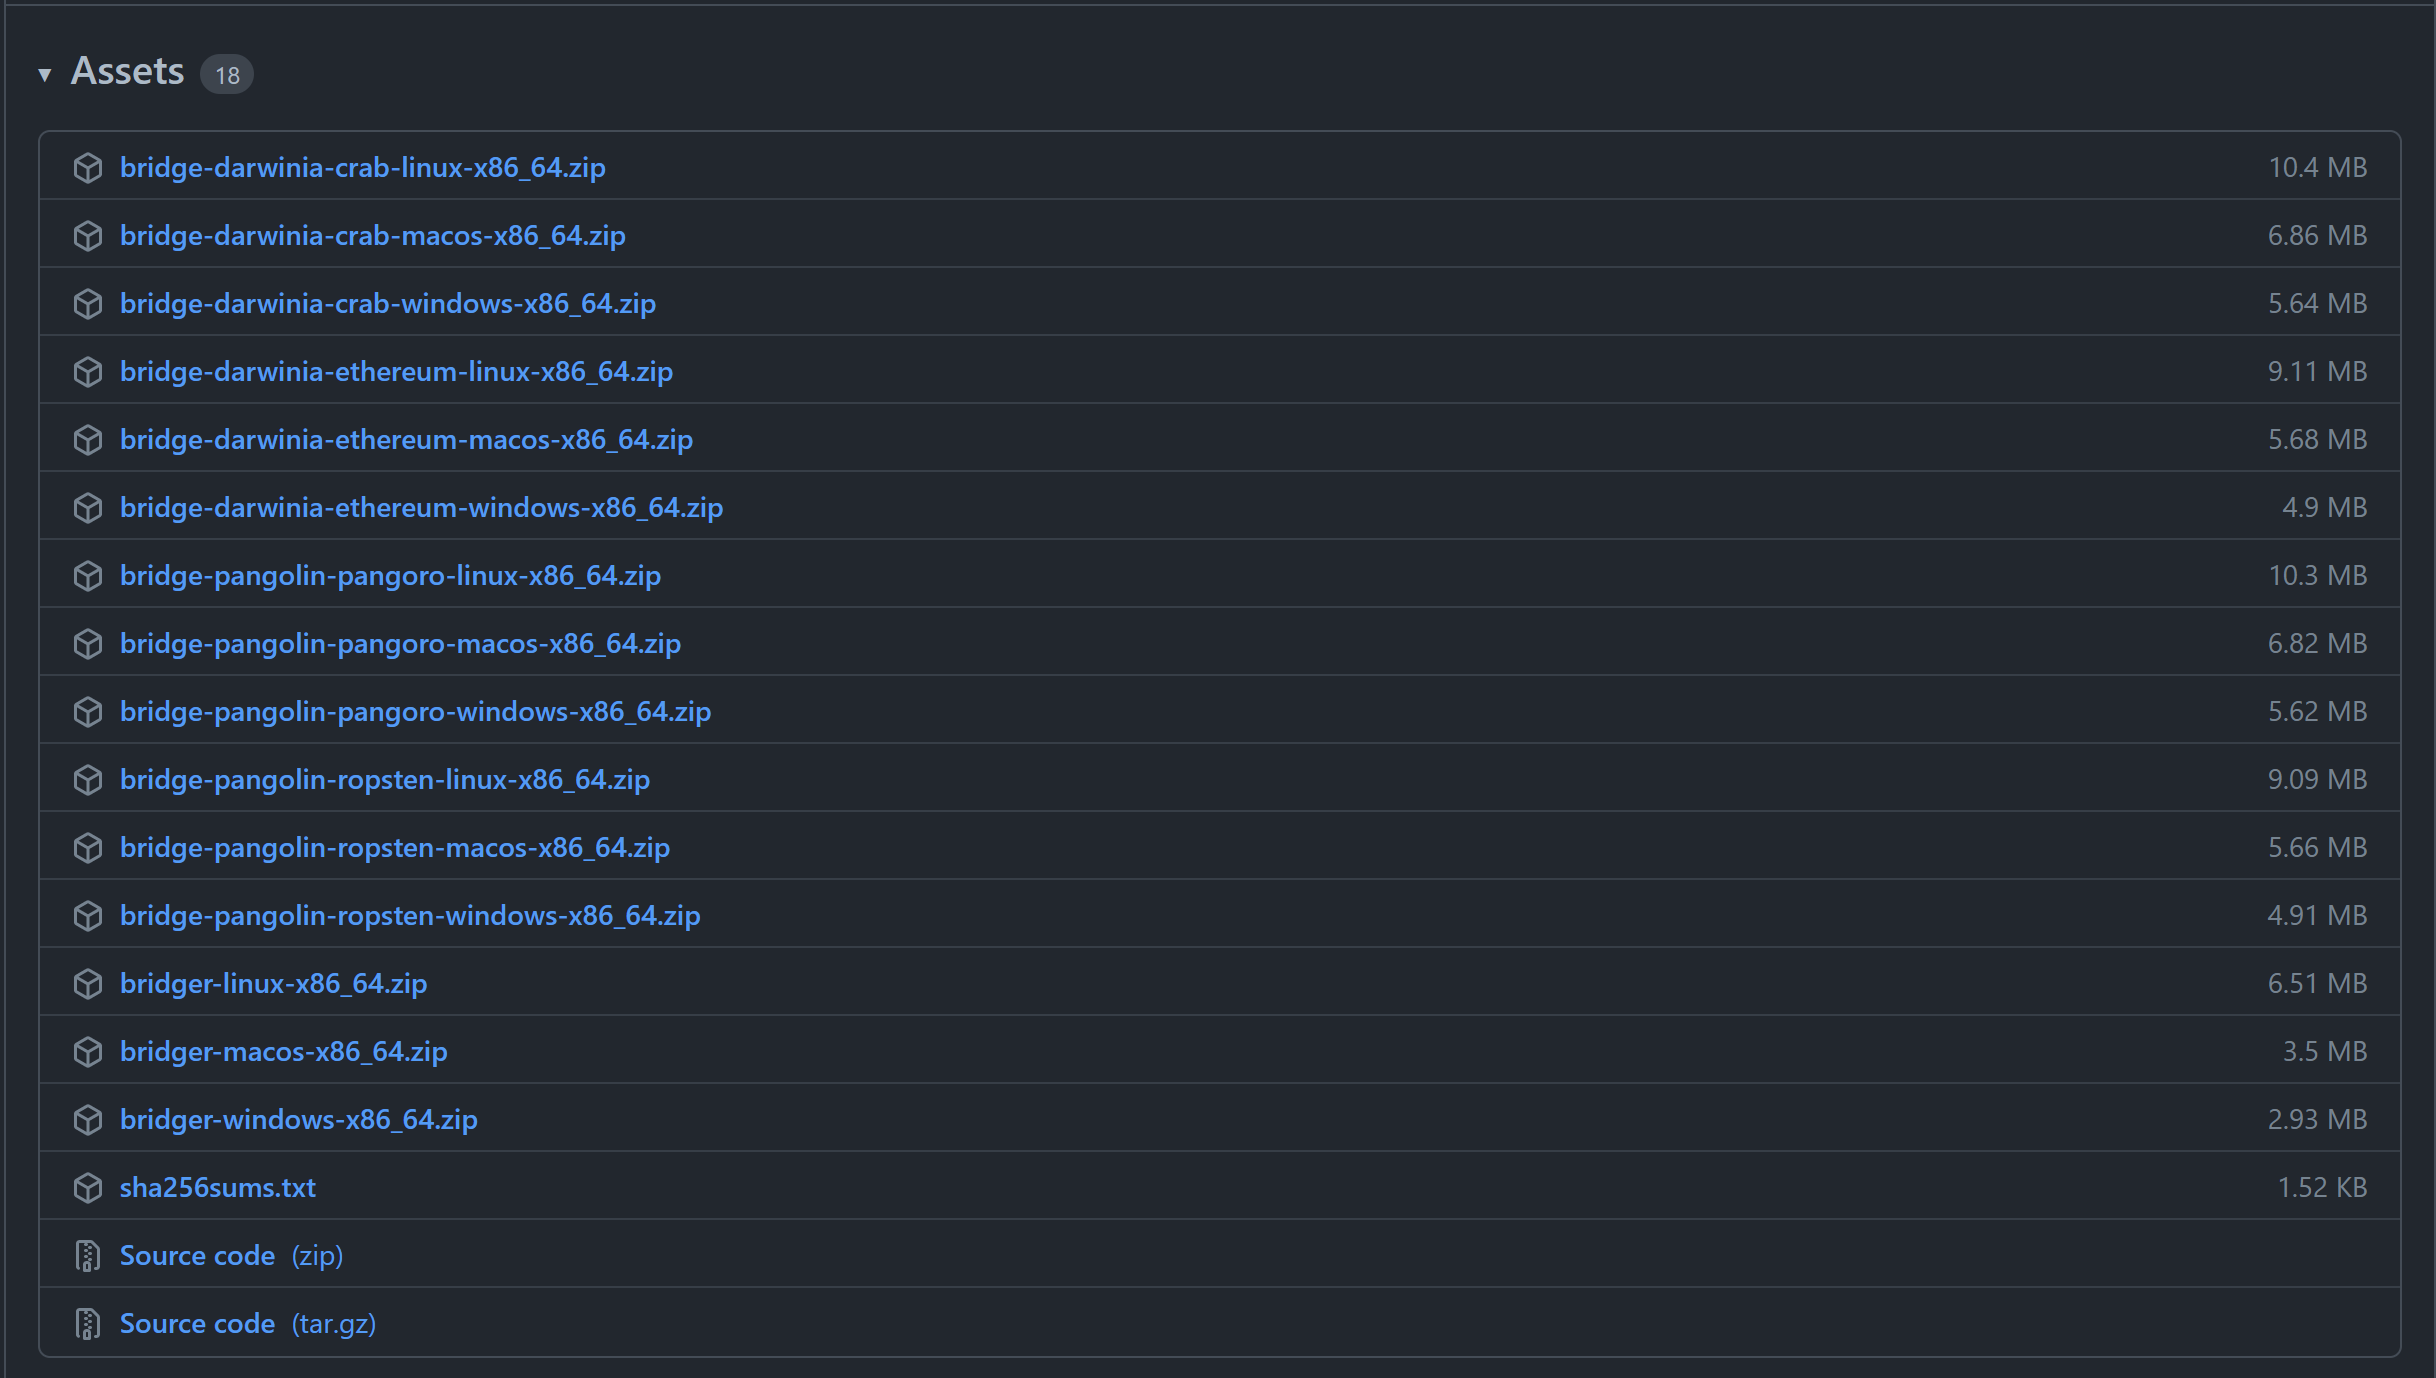 Assets 18
bridge-darwinia-crab-linux-x86_64.zip 10.4 MB
bridge-darwinia-crab-macos-x86_64.zip 6.86 MB
bridge-darwinia-crab-windows-x86_64.zip 5.64 MB
bridge-darwinia-ethereum-linux-x86_64.zip 9.11 MB
bridge-darwinia-ethereum-macos-x86_64.zip 5.68 MB
bridge-darwinia-ethereum-windows-x86_64.zip 4.9 MB
bridge-pangolin-pangoro-linux-x86_64.zip 10.3 MB
bridge-pangolin-pangoro-macos-x86_64.zip 6.82 MB
bridge-pangolin-pangoro-windows-x86_64.zip 5.62 MB
bridge-pangolin-ropsten-linux-x86_64.zip 9.09 MB
bridge-pangolin-ropsten-macos-x86_64.zip 5.66 MB
bridge-pangolin-ropsten-windows-x86_64.zip 4.91 MB
bridger-linux-x86_64.zip 6.51 MB
bridger-macos-x86_64.zip 3.5 MB
bridger-windows-x86_64.zip 2.93 MB
sha256sums.txt 1.52 KB
Source code (zip)
Source code (tar.gz)